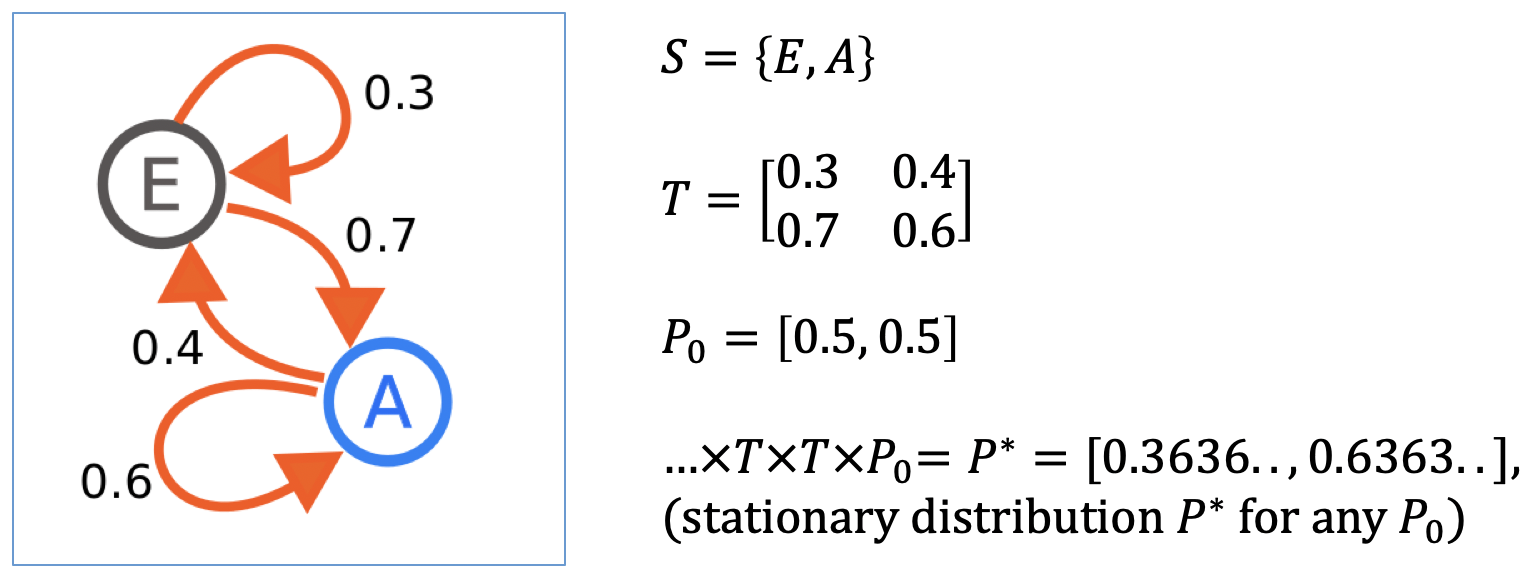 0.3
E
0.7
0.4
A
0.6
S = {E, A}
T = [0.3 0.4
0.7 0.6]
P₀ = [0.5, 0.5]
...×T×T×P₀= P* = [0.3636. . , 0.6363. . ],
(stationary distribution P* for any P₀)